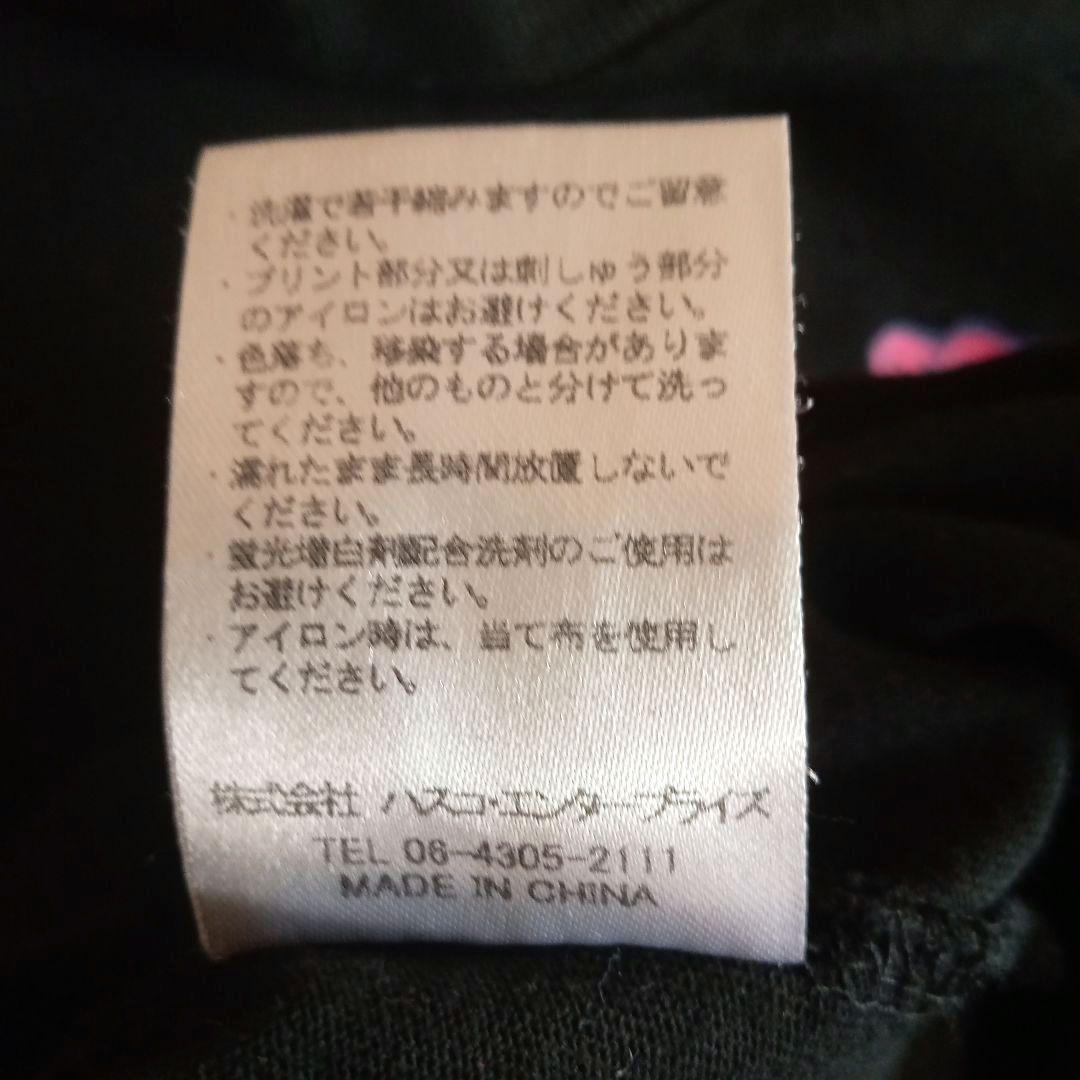 ・洗濯で若干縮みますのでご留意
ください。
・プリント部分又は刺しゅう部分
のアイロンはお避けください。
・色落ち、移染する場合がありま
すので、他のものと分けて洗っ
てください。
・濡れたまま長時間放置しないで
ください。
・蛍光増白剤配合洗剤のご使用は
お避けください。
・アイロン時は、当て布を使用し
てください。
株式会社 ハスコ・エンタープライズ
TEL 06-4305-2111
MADE IN CHINA